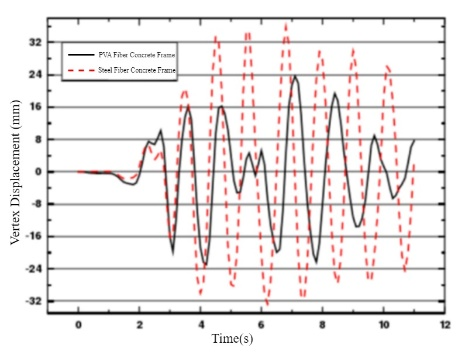 PVA Fiber Concrete Frame
Steel Fiber Concrete Frame
Vertex Displacement (mm)
32
24
16
8
0
-8
-16
-24
-32
0 2 4 6 8 10 12
Time(s)